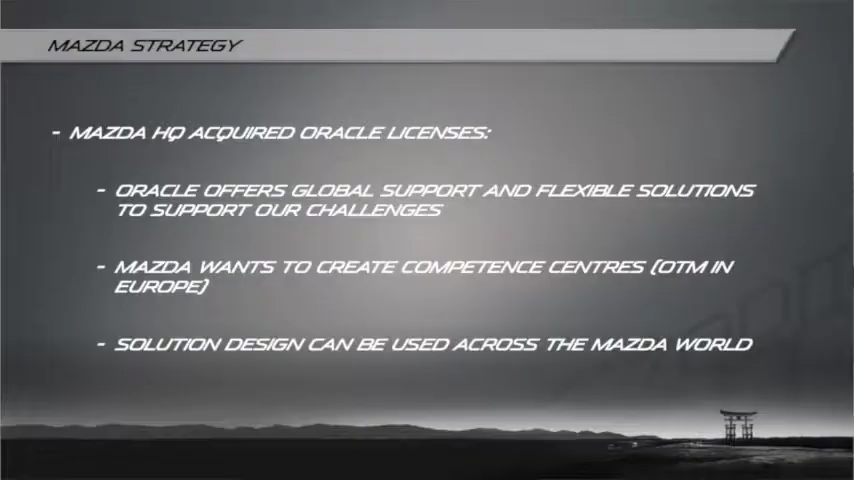 MAZDA STRATEGY
- MAZDA HQ ACQUIRED ORACLE LICENSES:
- ORACLE OFFERS GLOBAL SUPPORT AND FLEXIBLE SOLUTIONS
TO SUPPORT OUR CHALLENGES
- MAZDA WANTS TO CREATE COMPETENCE CENTRES (OTM IN
EUROPE)
- SOLUTION DESIGN CAN BE USED ACROSS THE MAZDA WORLD